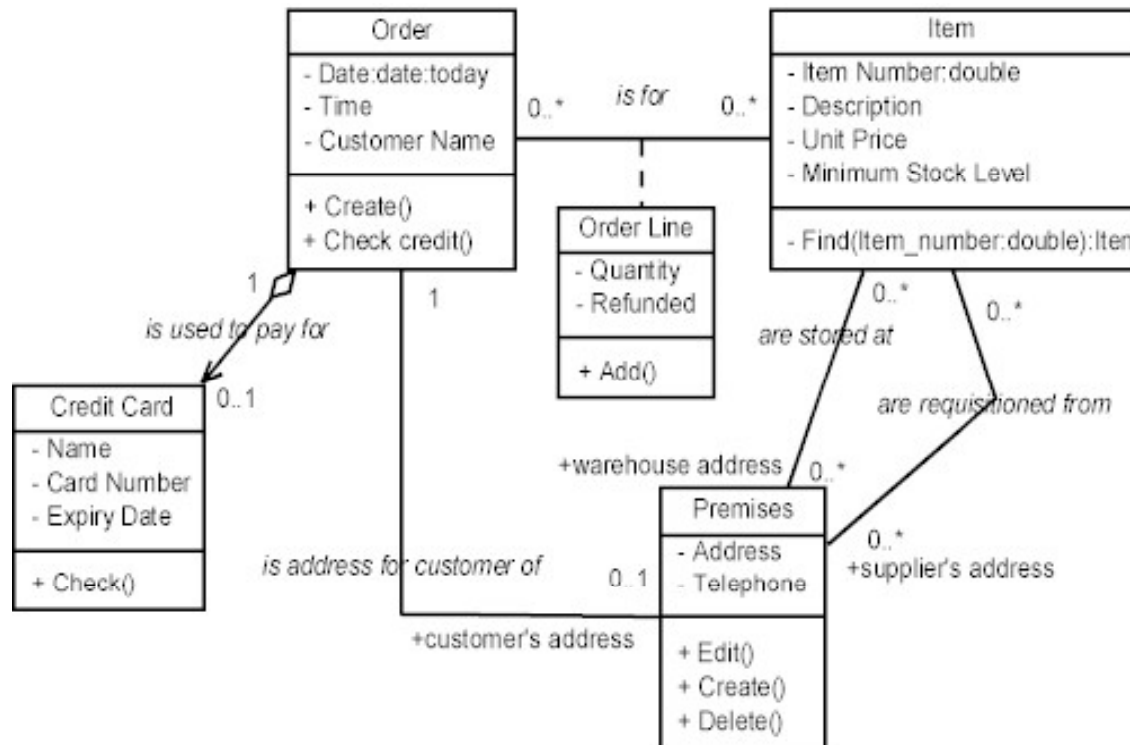 Order
- Date:date:today
- Time
- Customer Name
+ Create()
+ Check credit()
0..*
is for
0..*
Item
- Item Number:double
- Description
- Unit Price
- Minimum Stock Level
- Find(Item_number:double):Item
Order Line
- Quantity
- Refunded
+ Add()
1
is used to pay for
0..1
Credit Card
- Name
- Card Number
- Expiry Date
+ Check()
1
is address for customer of
0..1
+customer's address
0..*
are stored at
+warehouse address
0..*
0..*
are requisitioned from
0..*
+supplier's address
Premises
- Address
- Telephone
+ Edit()
+ Create()
+ Delete()